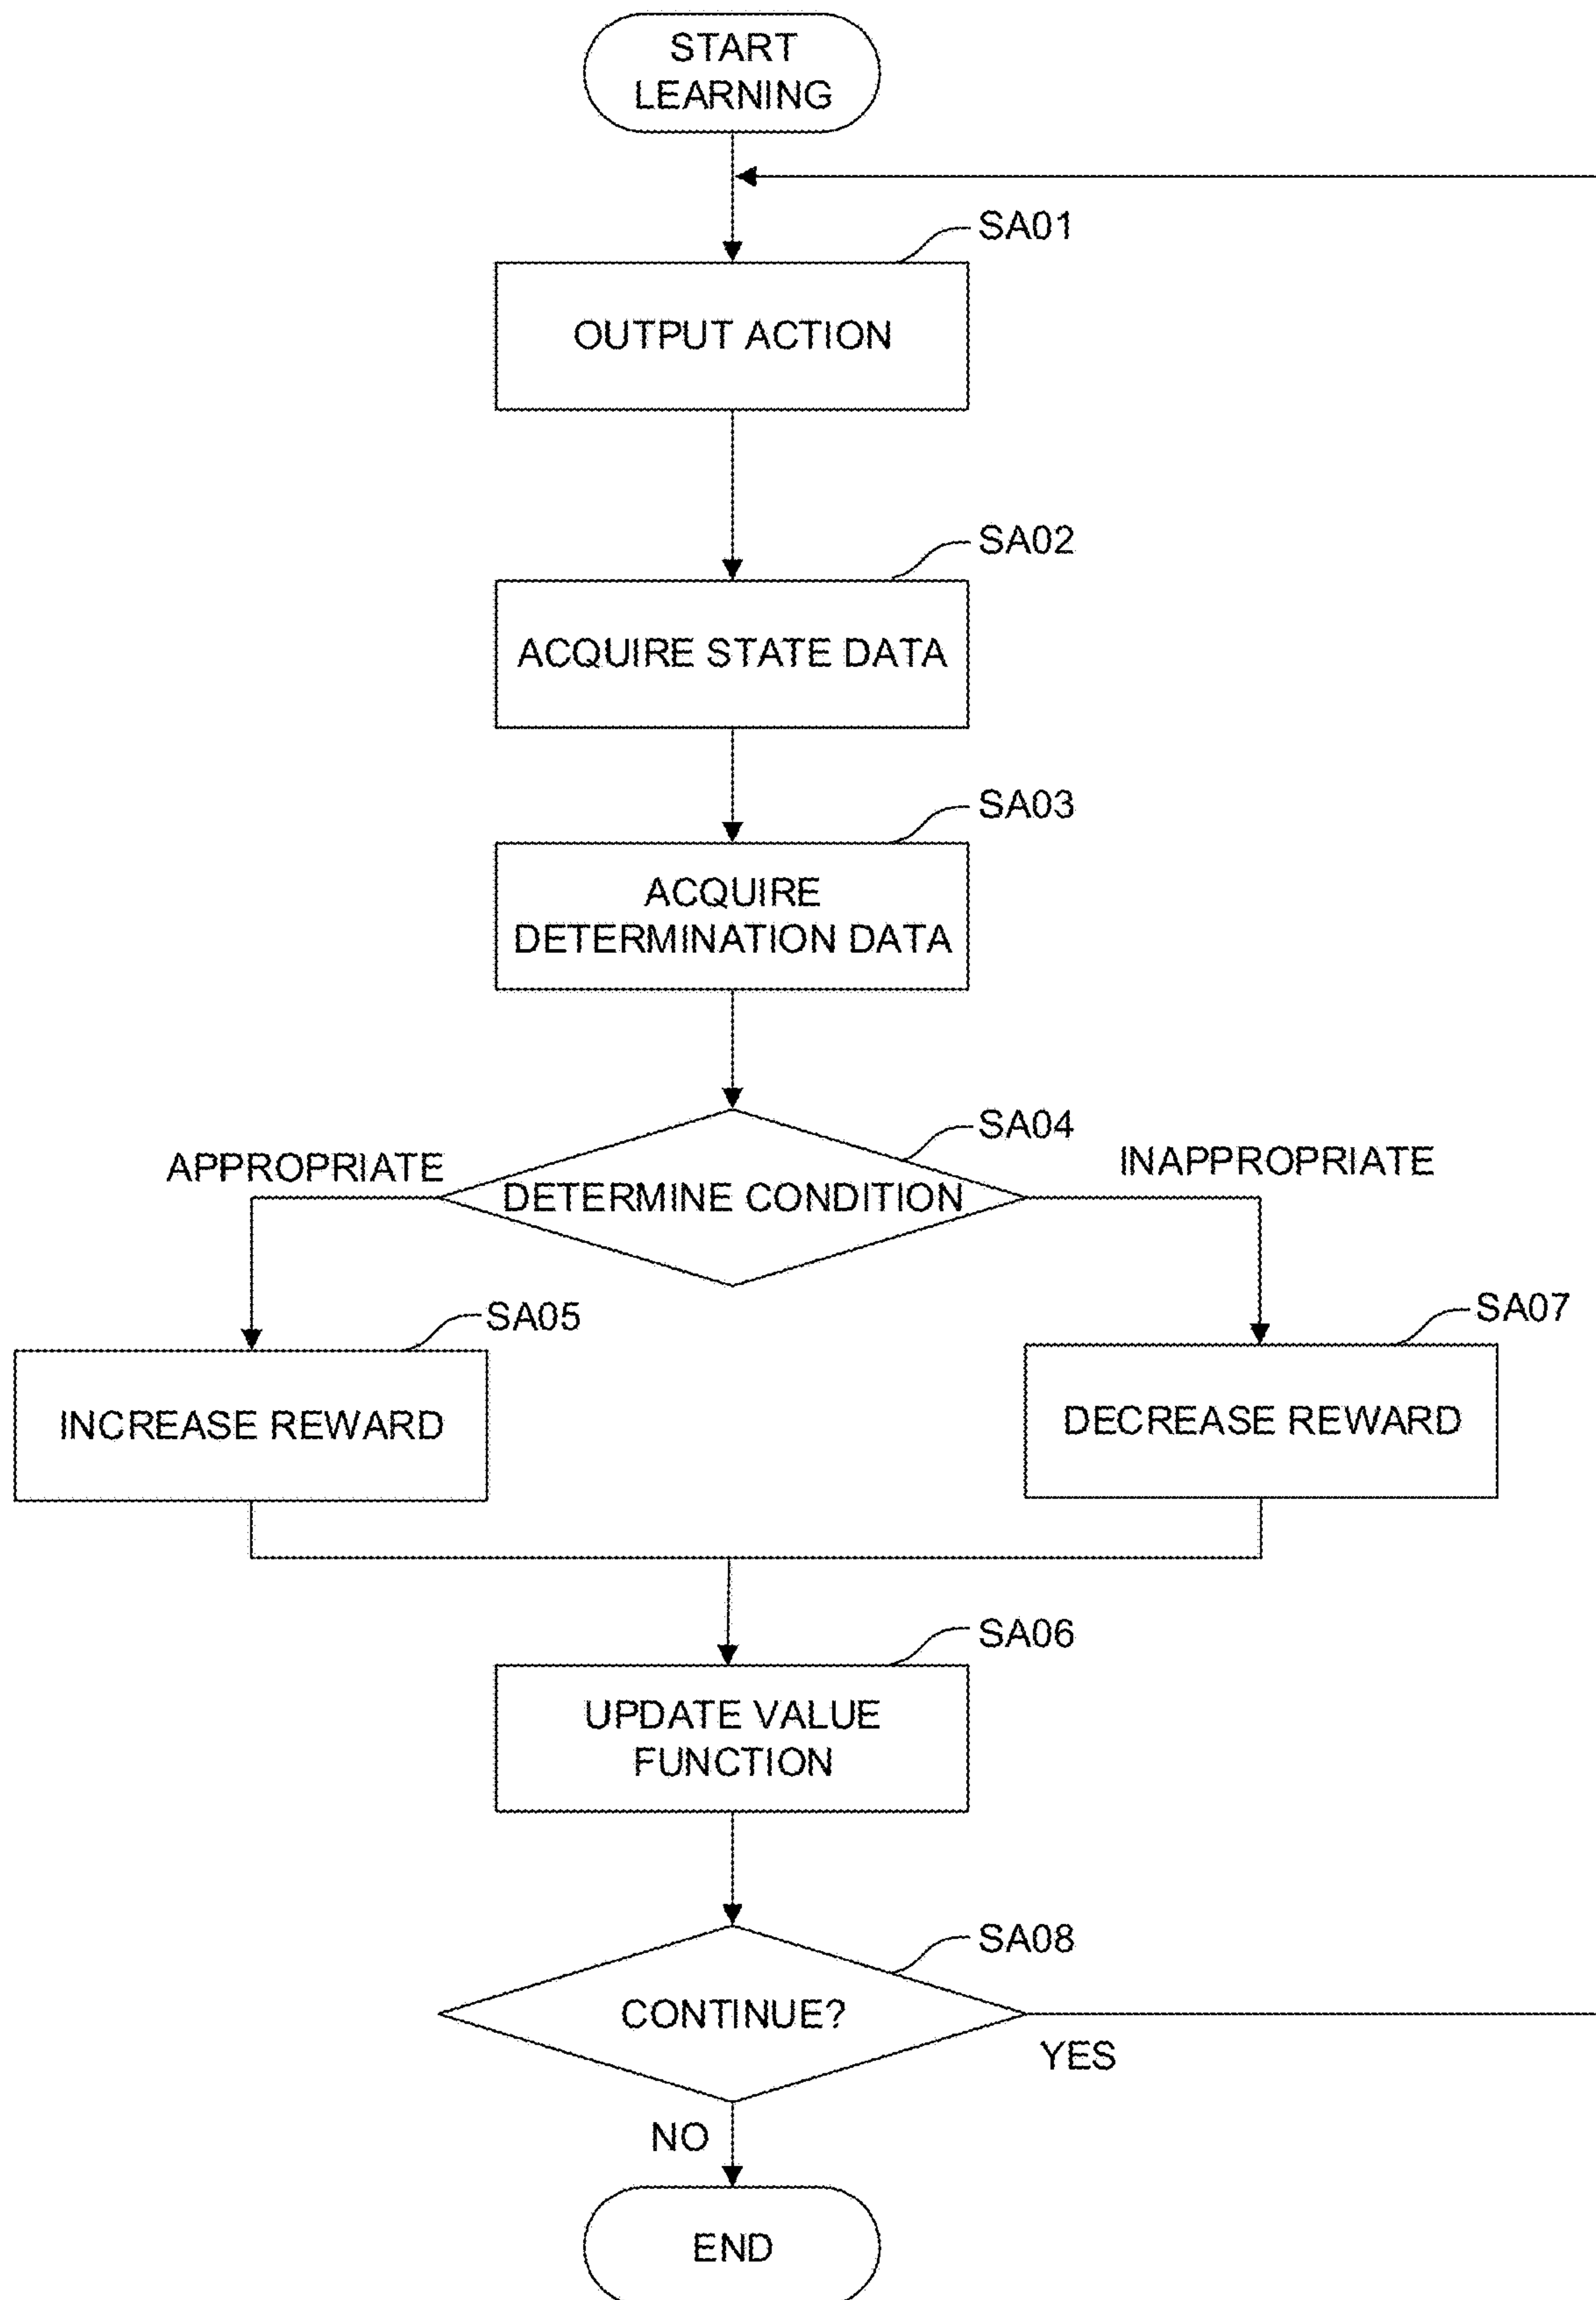 START
LEARNING
SA01
OUTPUT ACTION
SA02
ACQUIRE STATE DATA
SA03
ACQUIRE
DETERMINATION DATA
SA04
APPROPRIATE
INAPPROPRIATE
DETERMINE CONDITION
SA05
SA07
INCREASE REWARD
DECREASE REWARD
SA06
UPDATE VALUE
FUNCTION
SA08
CONTINUE?
YES
NO
END